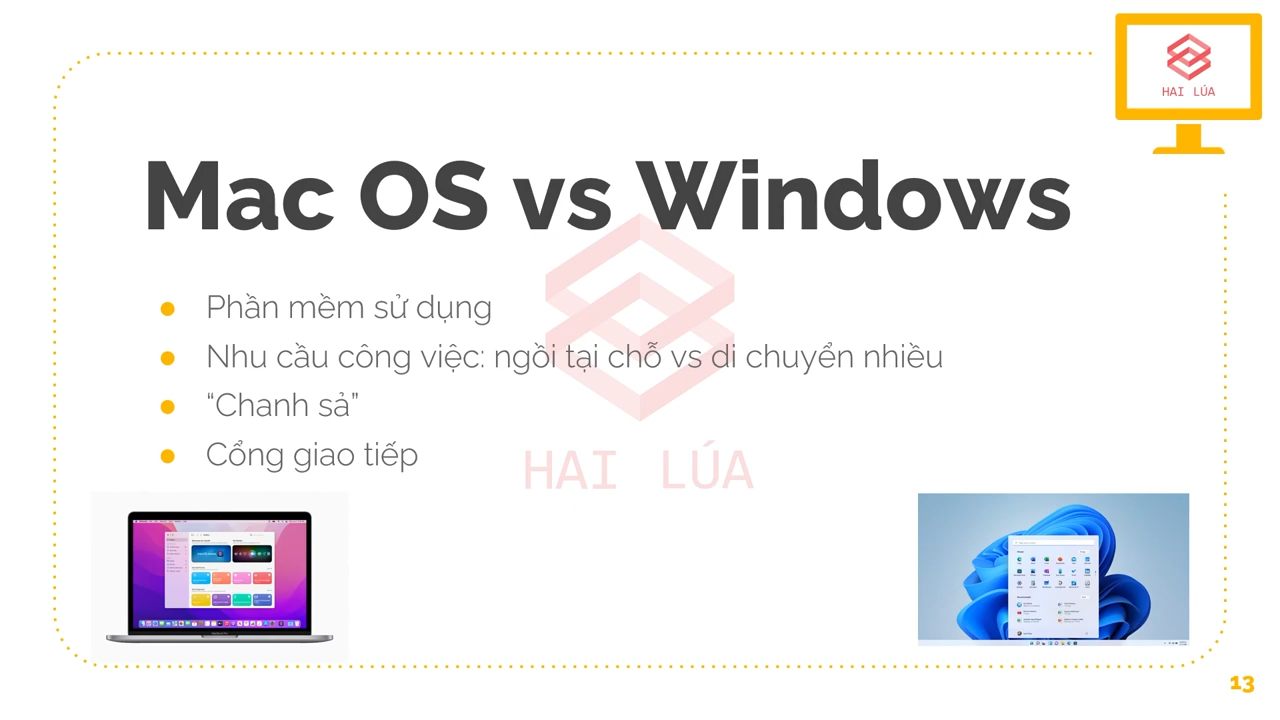 HAI LÚA
Mac OS vs Windows
Phần mềm sử dụng
Nhu cầu công việc: ngồi tại chỗ vs di chuyển nhiều
“Chanh sả”
Cổng giao tiếp
HAI LÚA
13